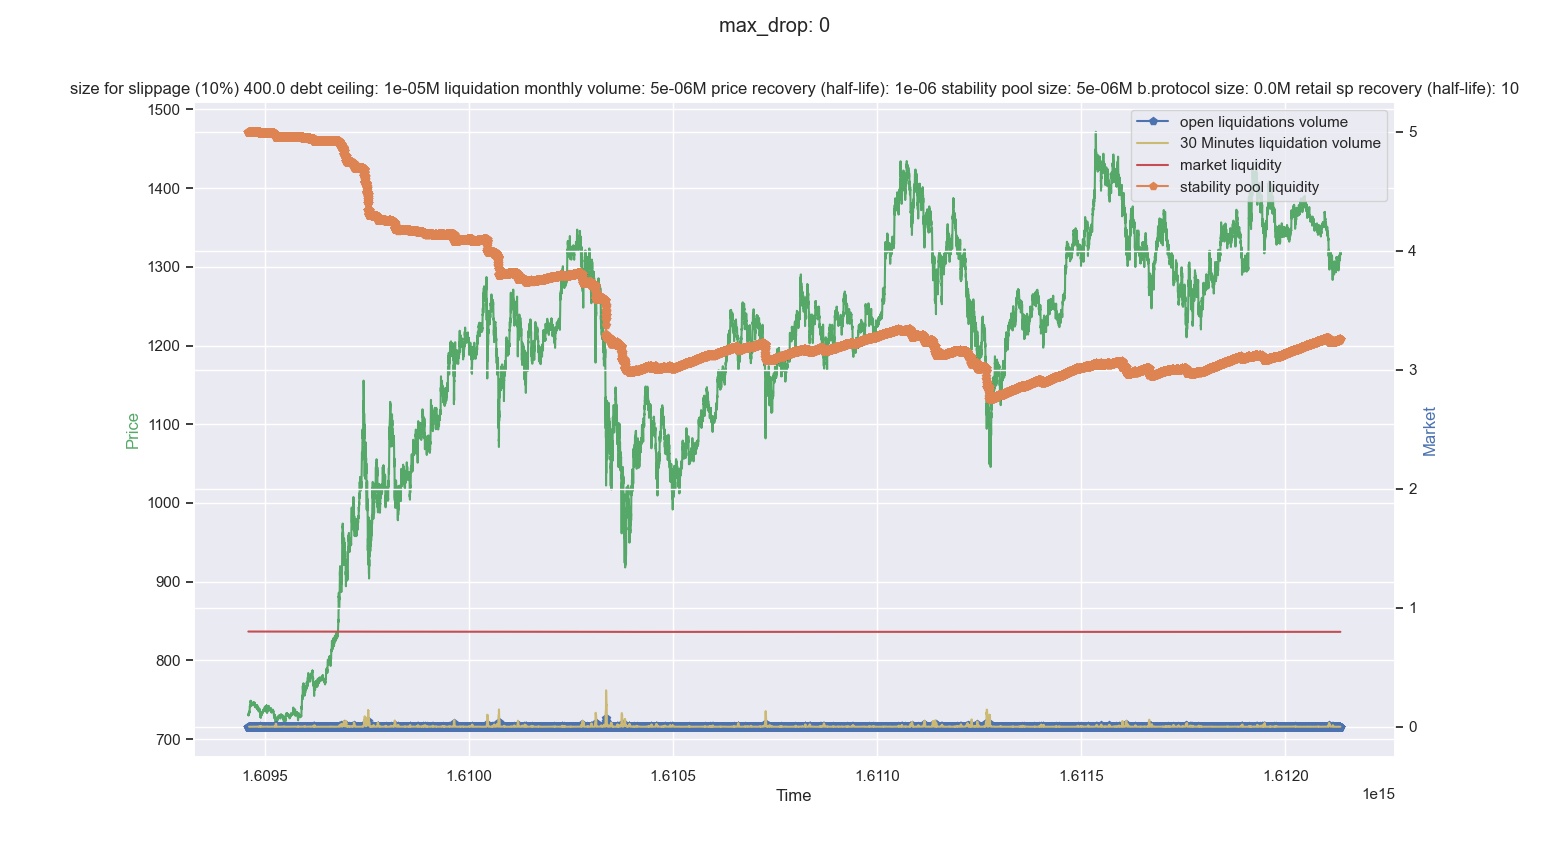 max_drop: 0
size for slippage (10%) 400.0 debt ceiling: 1e-05M liquidation monthly volume: 5e-06M price recovery (half-life): 1e-06 stability pool size: 5e-06M b.protocol size: 0.0M retail sp recovery (half-life): 10
1500
1400
1300
1200
1100
1000
900
800
700
Price
open liquidations volume
30 Minutes liquidation volume
market liquidity
stability pool liquidity
5
4
3
2
1
0
Market
1.6095
1.6100
1.6105
1.6110
1.6115
1.6120
Time
1e15